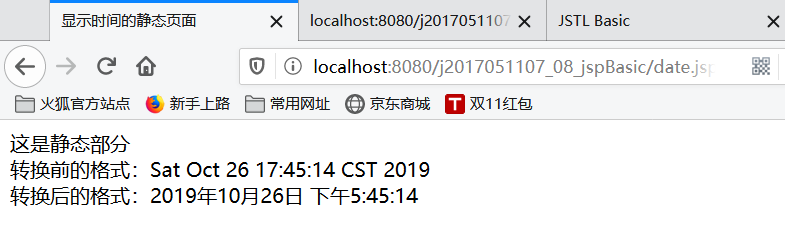 显示时间的静态页面
localhost:8080/j2017051107
JSTL Basic
localhost:8080/j2017051107_08_jspBasic/date.jsp
火狐官方站点 新手上路 常用网址 京东商城 T 双11红包
这是静态部分
转换前的格式：Sat Oct 26 17:45:14 CST 2019
转换后的格式：2019年10月26日 下午5:45:14